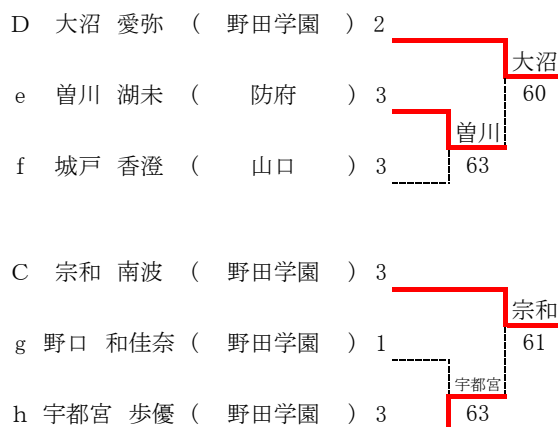 D 大沼 愛弥 ( 野田学園 ) 2
大沼
e 曽川 湖未 ( 防府 ) 3 60
曽川
f 城戸 香澄 ( 山口 ) 3 63
C 宗和 南波 ( 野田学園 ) 3
宗和
g 野口 和佳奈 ( 野田学園 ) 1 61
宇都宮
h 宇都宮 歩優 ( 野田学園 ) 3 63